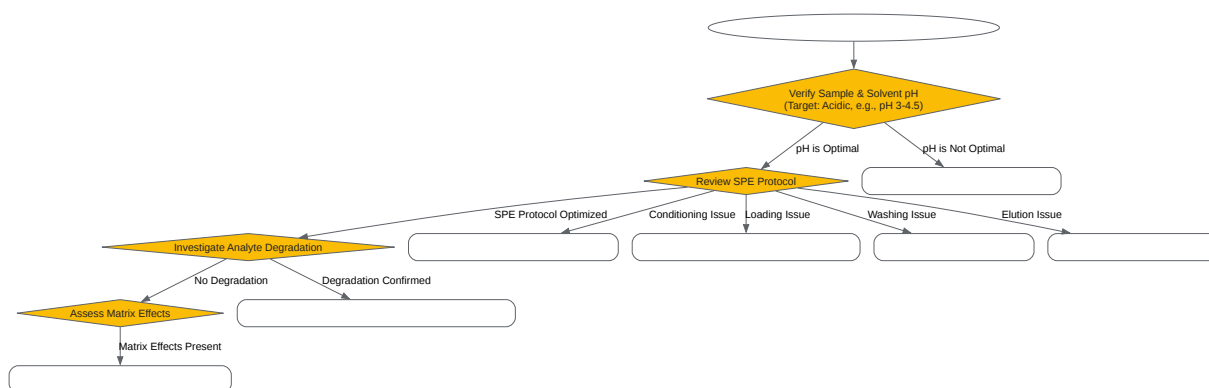 Verify Sample & Solvent pH
(Target: Acidic, e.g., pH 3-4.5)
pH is Optimal
pH is Not Optimal
Review SPE Protocol
SPE Protocol Optimized
Conditioning Issue
Loading Issue
Washing Issue
Elution Issue
Investigate Analyte Degradation
No Degradation
Degradation Confirmed
Assess Matrix Effects
Matrix Effects Present